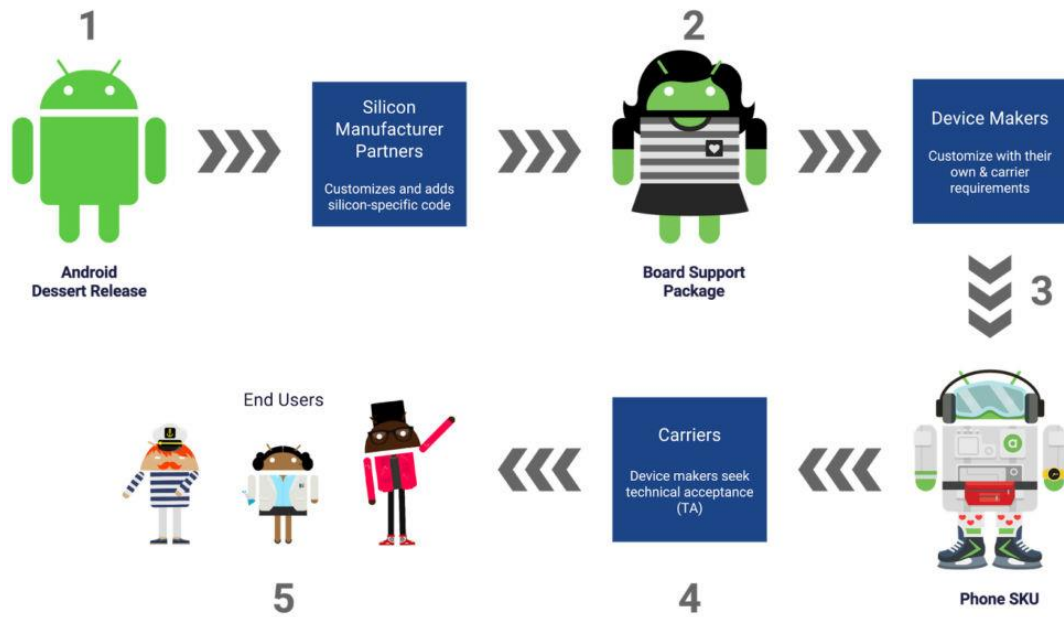 1
Android
Dessert Release
Silicon
Manufacturer
Partners
Customizes and adds
silicon-specific code
2
Board Support
Package
Device Makers
Customize with their
own & carrier
requirements
3
a
Phone SKU
Carriers
Device makers seek
technical acceptance
(TA)
4
End Users
5